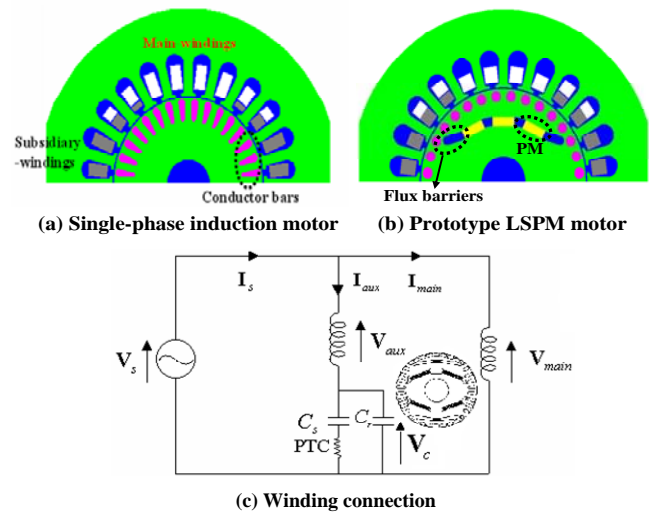 Main-windings
Subsidiary
-windings
Conductor bars
PM
Flux barriers
(a) Single-phase induction motor
(b) Prototype LSPM motor
I_s
I_aux
I_main
V_s
V_aux
V_main
C_s
C_r
PTC
V_c
(c) Winding connection